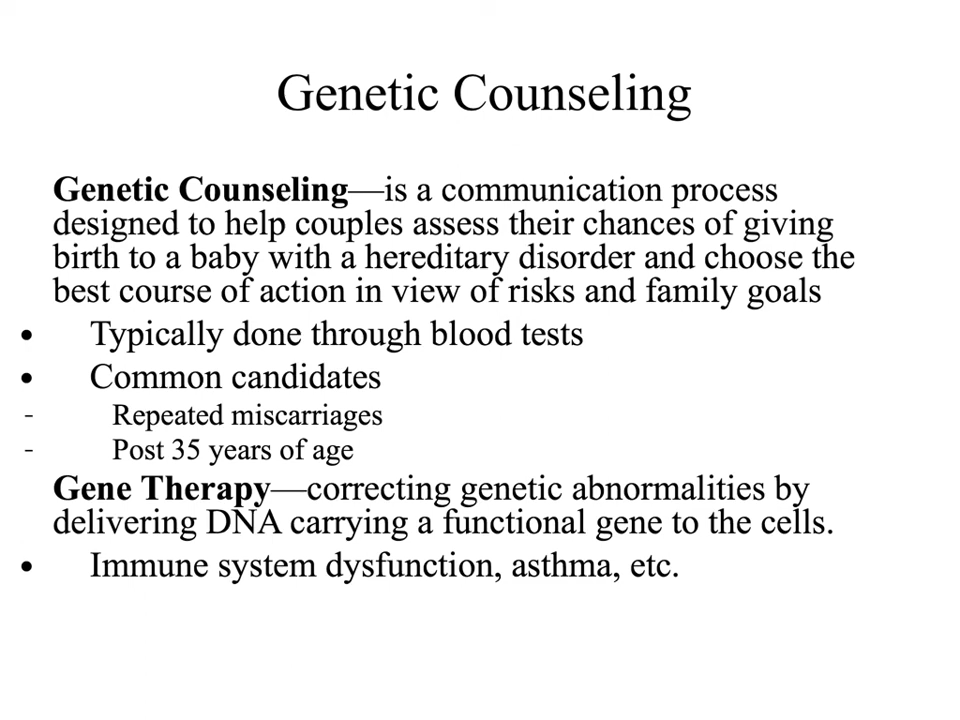 Genetic Counseling
Genetic Counseling—is a communication process
designed to help couples assess their chances of giving
birth to a baby with a hereditary disorder and choose the
best course of action in view of risks and family goals
• Typically done through blood tests
• Common candidates
- Repeated miscarriages
- Post 35 years of age
Gene Therapy—correcting genetic abnormalities by
delivering DNA carrying a functional gene to the cells.
• Immune system dysfunction, asthma, etc.